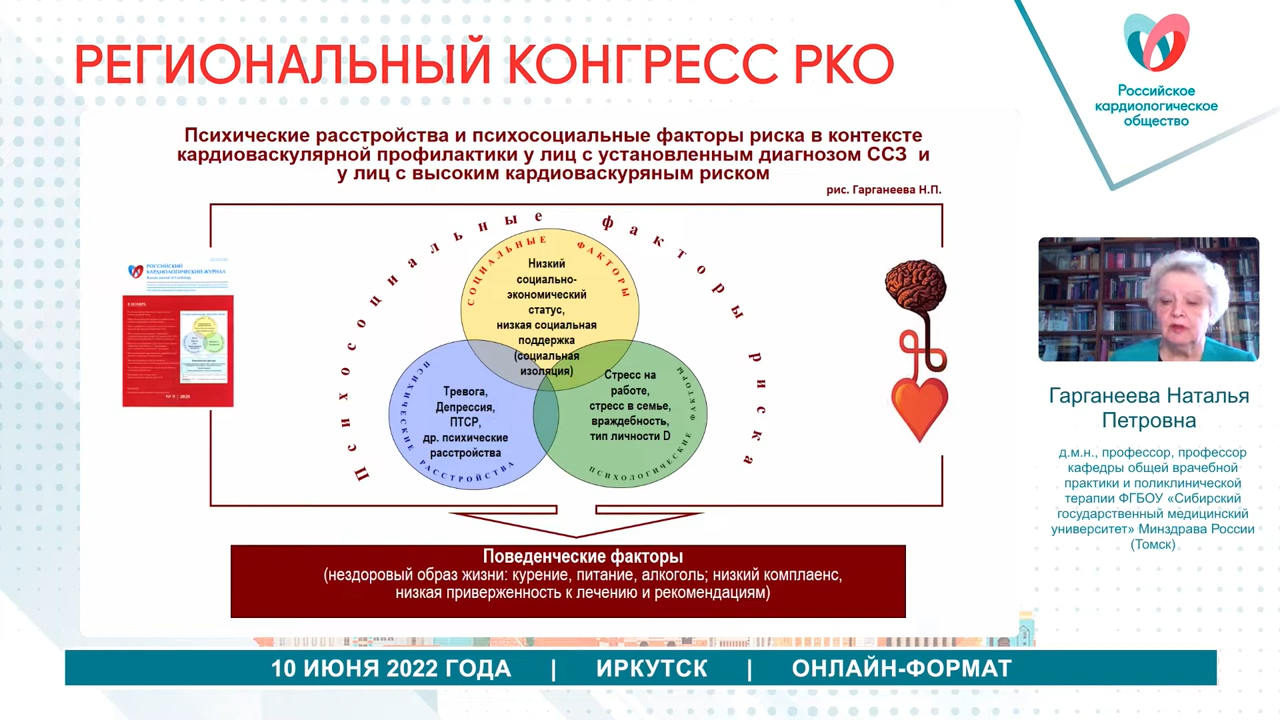 РЕГИОНАЛЬНЫЙ КОНГРЕСС РКО
Российское
кардиологическое
общество
Психические расстройства и психосоциальные факторы риска в контексте
кардиоваскулярной профилактики у лиц с установленным диагнозом ССЗ и
у лиц с высоким кардиоваскуряным риском
рис. Гарганеева Н.П.
Психосоциальные факторы риска
СОЦИАЛЬНЫЕ ФАКТОРЫ
Низкий
социально-
экономический
статус,
низкая социальная
поддержка
(социальная
изоляция)
РОССИЙСКИЙ
КАРДИОЛОГИЧЕСКИЙ ЖУРНАЛ
ПСИХИЧЕСКИЕ РАССТРОЙСТВА
Тревога,
Депрессия,
ПТСР,
др. психические
расстройства
ПСИХОЛОГИЧЕСКИЕ ФАКТОРЫ
Стресс на
работе,
стресс в семье,
враждебность,
тип личности D
Поведенческие факторы
(нездоровый образ жизни: курение, питание, алкоголь; низкий комплаенс,
низкая приверженность к лечению и рекомендациям)
Гарганеева Наталья
Петровна
д.м.н., профессор, профессор
кафедры общей врачебной
практики и поликлинической
терапии ФГБОУ «Сибирский
государственный медицинский
университет» Минздрава России
(Томск)
10 ИЮНЯ 2022 ГОДА | ИРКУТСК | ОНЛАЙН-ФОРМАТ